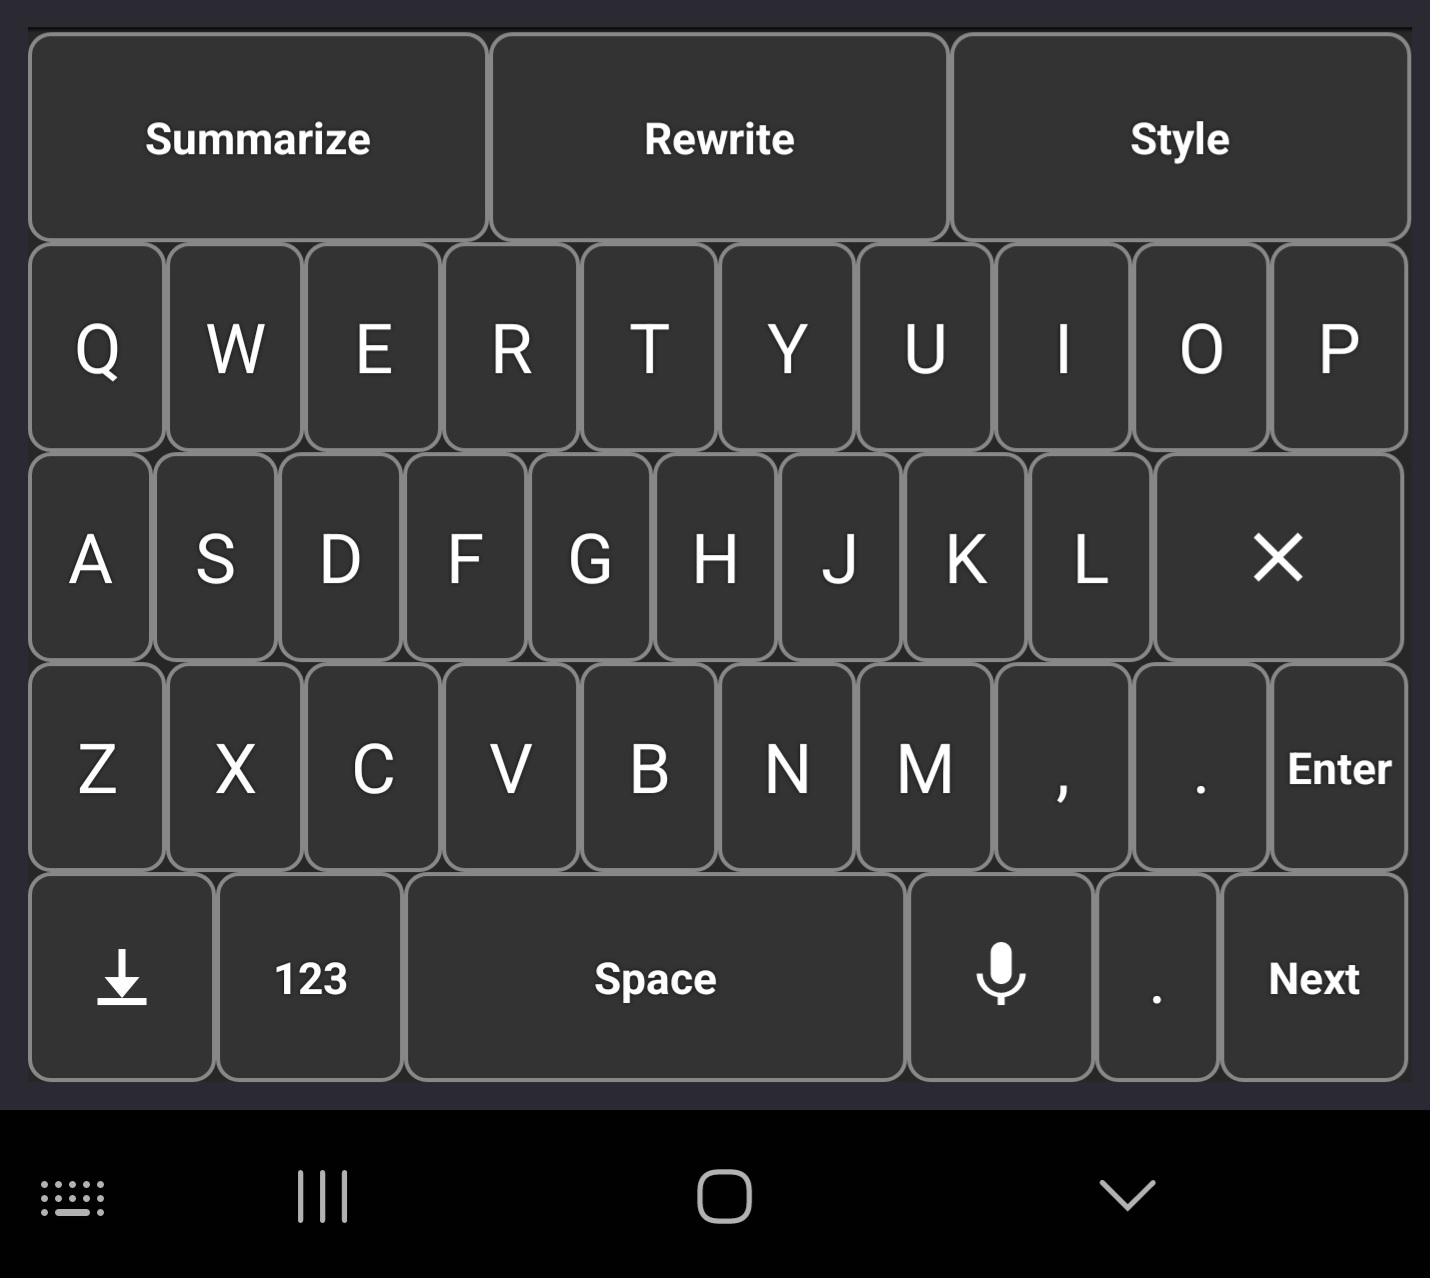 Summarize Rewrite Style
Q W E R T Y U I O P
A S D F G H J K L
Z X C V B N M , . Enter
123 Space . Next